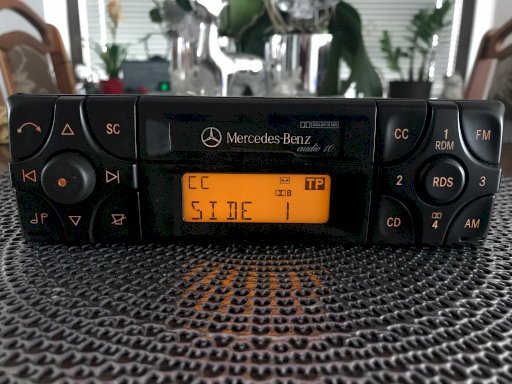 SC
Mercedes-Benz
audio 10
CC
TP
B
SIDE 1
CC
1
RDM
FM
2
RDS
3
CD
4
AM